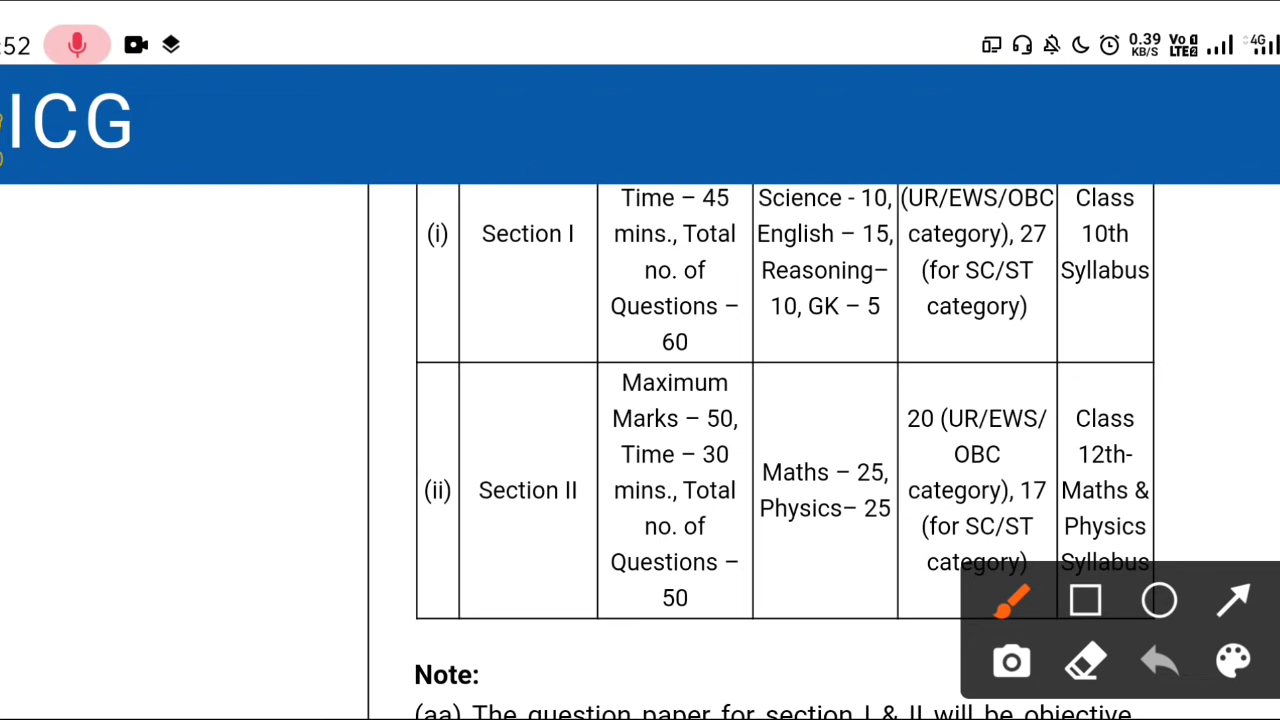 :52
0.39
KB/S
Vo 1
LTE2
4G
ICG
(i)
Section I
Time – 45
mins., Total
no. of
Questions –
60
Science - 10,
English – 15,
Reasoning–
10, GK – 5
(UR/EWS/OBC
category), 27
(for SC/ST
category)
Class
10th
Syllabus
(ii)
Section II
Maximum
Marks – 50,
Time – 30
mins., Total
no. of
Questions –
50
Maths – 25,
Physics– 25
20 (UR/EWS/
OBC
category), 17
(for SC/ST
category)
Class
12th-
Maths &
Physics
Syllabus
Note:
(aa) The question paper for section I & II will be objective